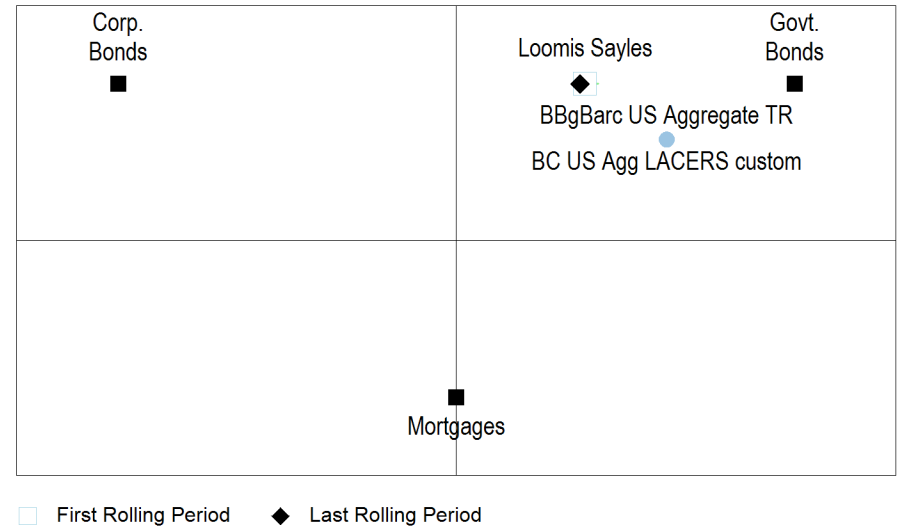 Corp.
Bonds
Loomis Sayles
Govt.
Bonds
BBgBarc US Aggregate TR
BC US Agg LACERS custom
Mortgages
First Rolling Period
Last Rolling Period